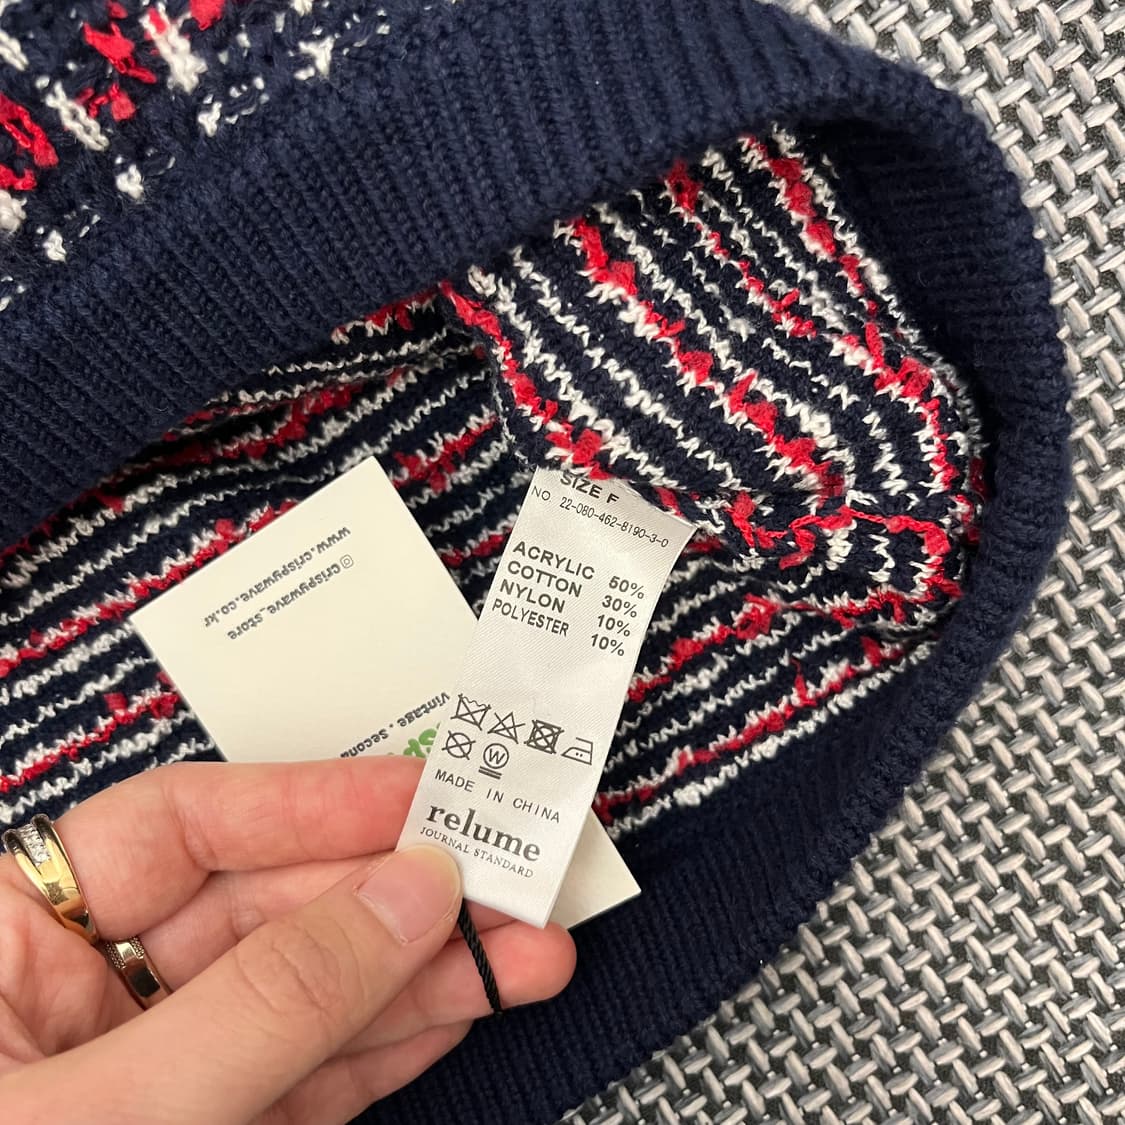 SIZE F
NO 22-080-462-8190-3-0
ACRYLIC 50%
COTTON 30%
NYLON 10%
POLYESTER 10%
W
MADE IN CHINA
relume
JOURNAL STANDARD
www.crispywave.co.kr
@crispywave_store
Vintage, Second